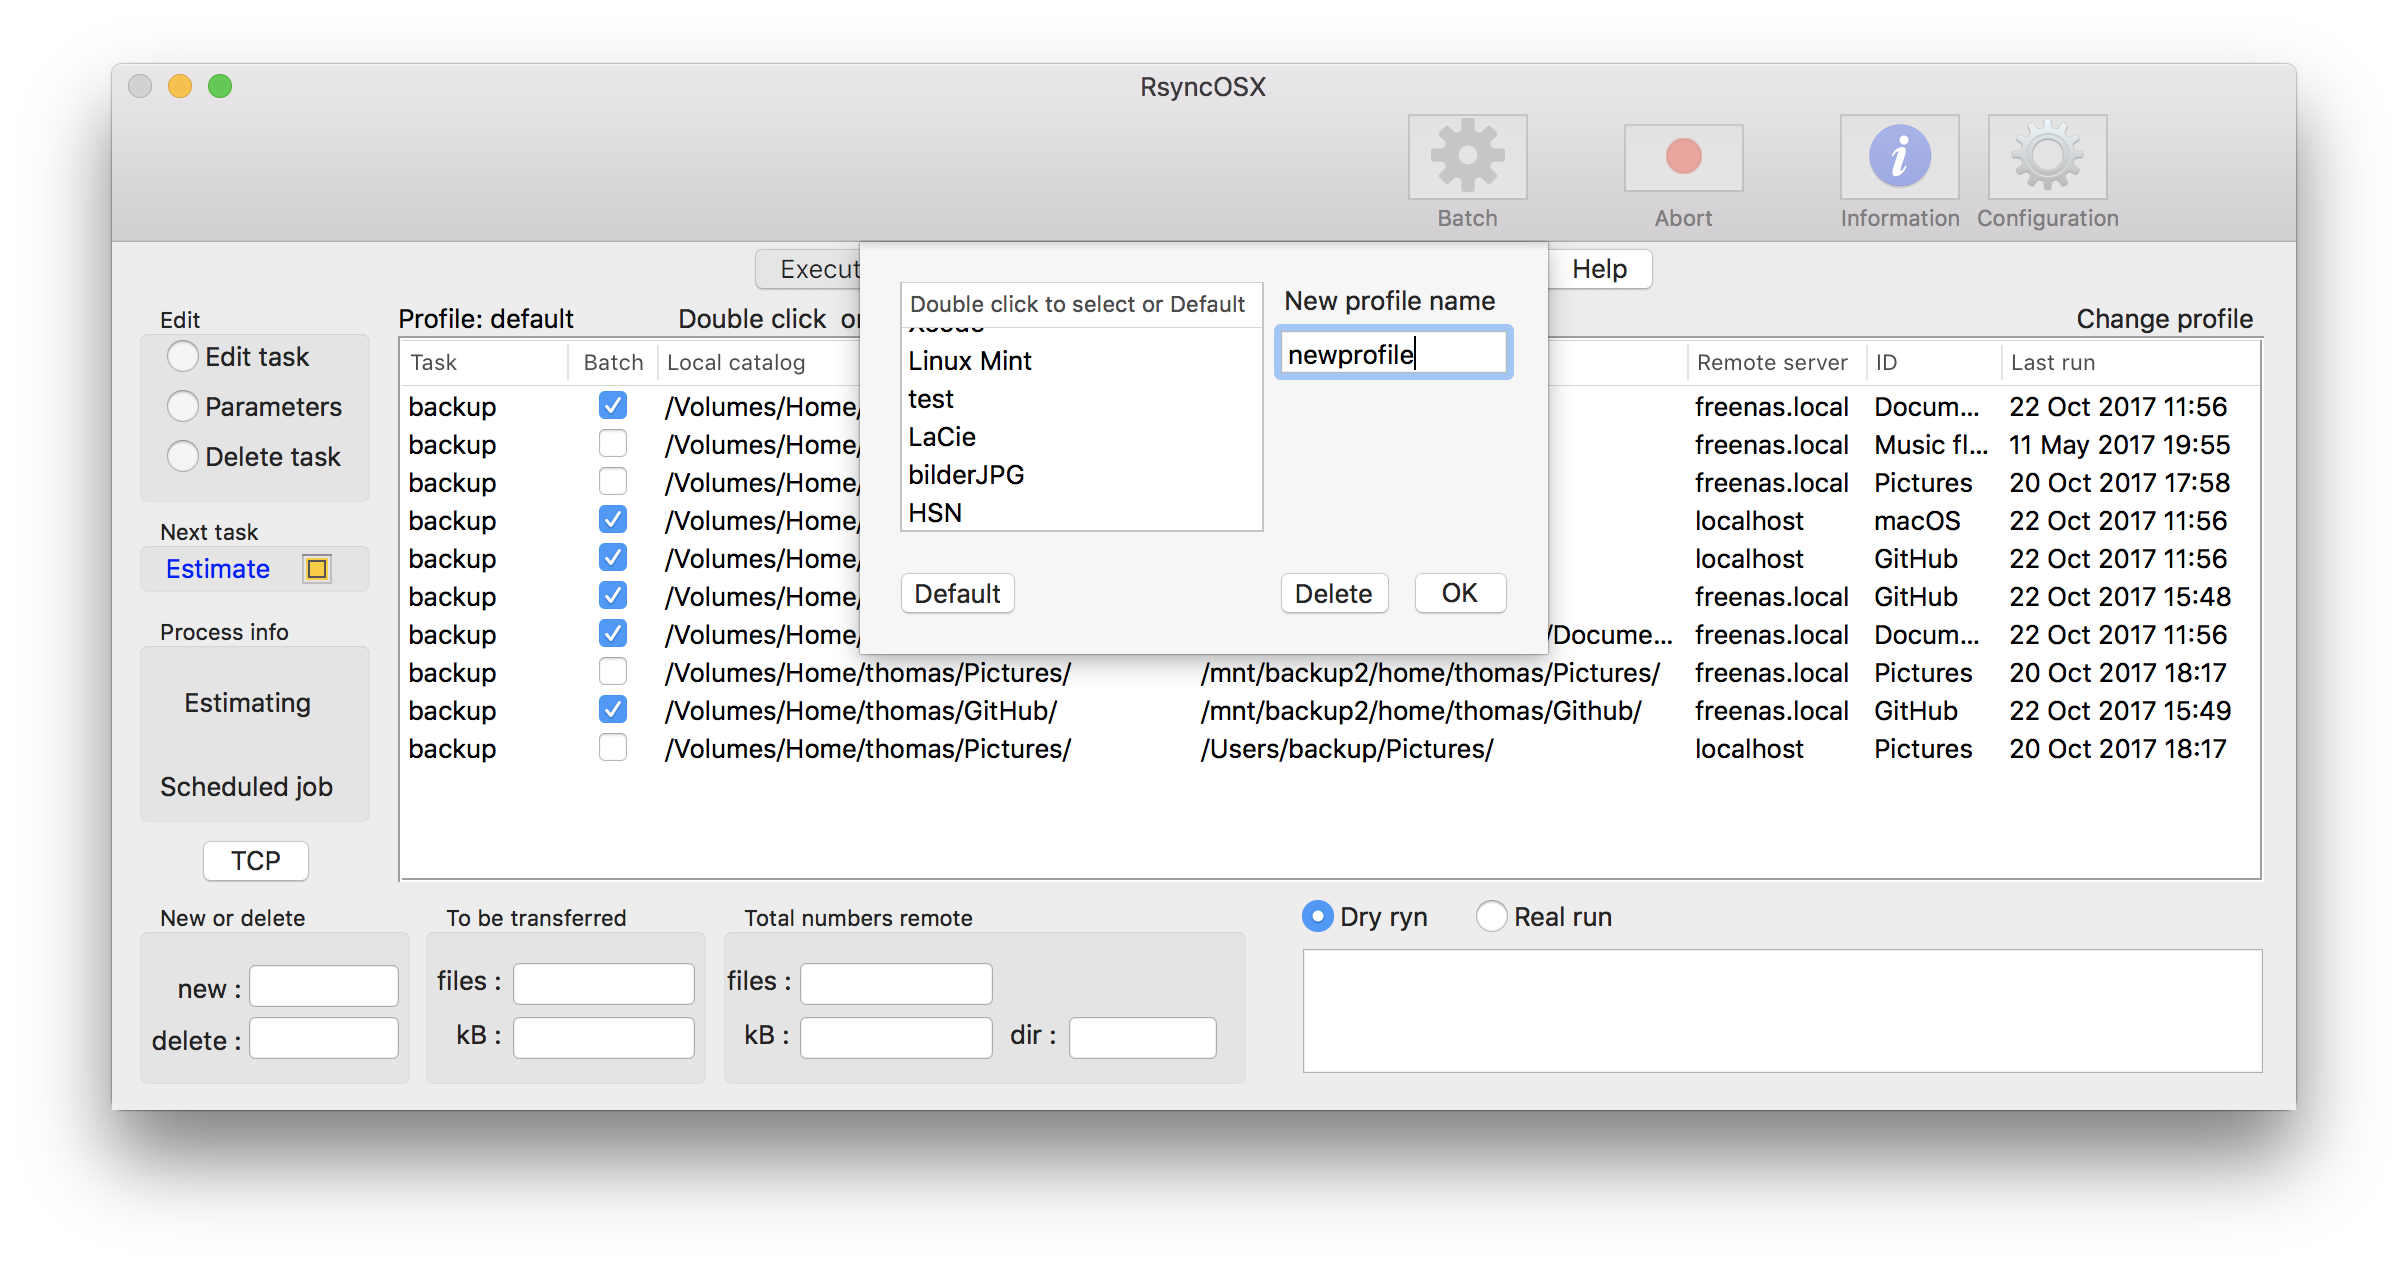 RsyncOSX
Batch
Abort
Information
Configuration
Help
Edit
Edit task
Parameters
Delete task
Profile: default
Double click
Change profile
Double click to select or Default
Linux Mint
test
LaCie
bilderJPG
HSN
New profile name
newprofile
Default
Delete
OK
Task Batch Local catalog Remote server ID Last run
backup /Volumes/Home/ freenas.local Docum... 22 Oct 2017 11:56
backup /Volumes/Home/ freenas.local Music fl... 11 May 2017 19:55
backup /Volumes/Home/ freenas.local Pictures 20 Oct 2017 17:58
backup /Volumes/Home/ localhost macOS 22 Oct 2017 11:56
backup /Volumes/Home/ localhost GitHub 22 Oct 2017 11:56
backup /Volumes/Home/ freenas.local GitHub 22 Oct 2017 15:48
backup /Volumes/Home/ /Docume... freenas.local Docum... 22 Oct 2017 11:56
backup /Volumes/Home/thomas/Pictures/ /mnt/backup2/home/thomas/Pictures/ freenas.local Pictures 20 Oct 2017 18:17
backup /Volumes/Home/thomas/GitHub/ /mnt/backup2/home/thomas/Github/ freenas.local GitHub 22 Oct 2017 15:49
backup /Volumes/Home/thomas/Pictures/ /Users/backup/Pictures/ localhost Pictures 20 Oct 2017 18:17
Next task
Estimate
Process info
Estimating
Scheduled job
TCP
New or delete
new :
delete :
To be transferred
files :
kB :
Total numbers remote
files :
kB :
dir :
Dry ryn
Real run